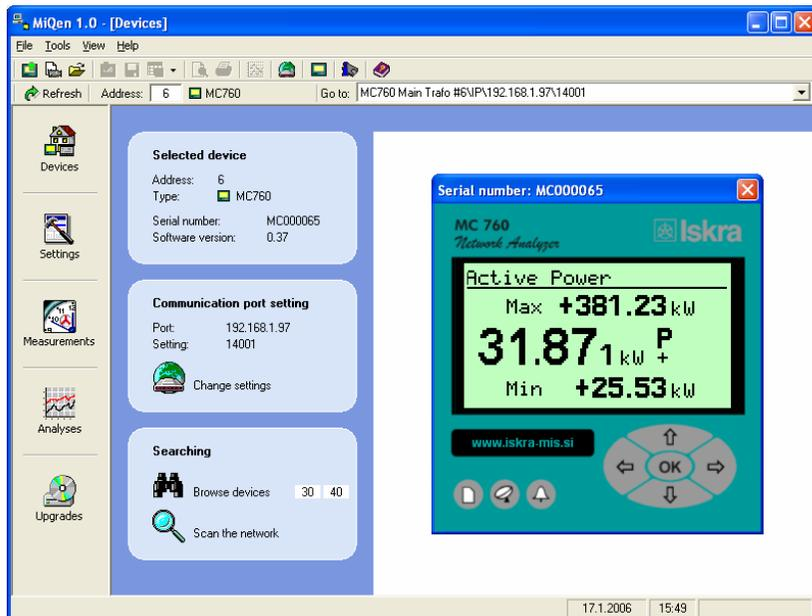 MiQen 1.0 - [Devices]
File Tools View Help
Refresh Address: 6 MC760 Go to: MC760 Main Trafo #6\IP\192.168.1.97\14001
Devices
Settings
Measurements
Analyses
Upgrades
Selected device
Address: 6
Type: MC760
Serial number: MC000065
Software version: 0.37
Communication port setting
Port: 192.168.1.97
Setting: 14001
Change settings
Searching
Browse devices 30 40
Scan the network
Serial number: MC000065
MC 760
Network Analyzer
Iskra
Active Power
Max +381.23 kW
31.871 kW P+
Min +25.53 kW
www.iskra-mis.si
OK
17.1.2006 15:49